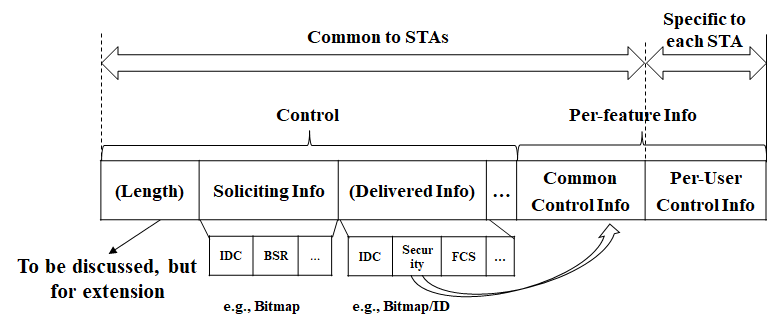 Specific to
each STA
Common to STAs
Control
Per-feature Info
(Length)
Soliciting Info
(Delivered Info)
...
Common
Control Info
Per-User
Control Info
IDC
BSR
...
IDC
Secur
ity
FCS
...
To be discussed, but
for extension
e.g., Bitmap
e.g., Bitmap/ID